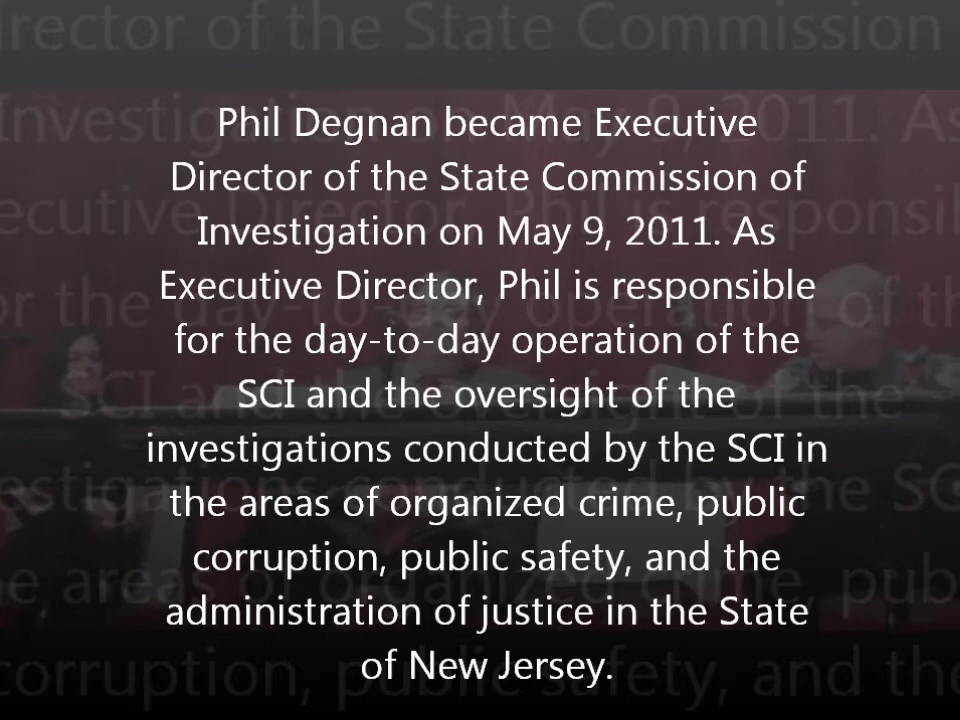 Phil Degnan became Executive
Director of the State Commission of
Investigation on May 9, 2011. As
Executive Director, Phil is responsible
for the day-to-day operation of the
SCI and the oversight of the
investigations conducted by the SCI in
the areas of organized crime, public
corruption, public safety, and the
administration of justice in the State
of New Jersey.